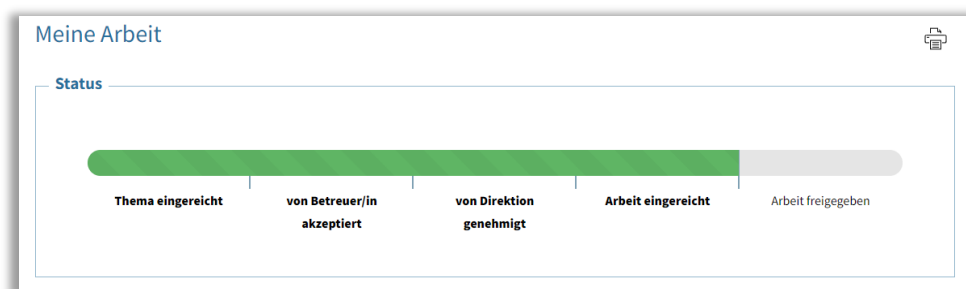 Meine Arbeit
Status
Thema eingereicht
von Betreuer/in
akzeptiert
von Direktion
genehmigt
Arbeit eingereicht
Arbeit freigegeben